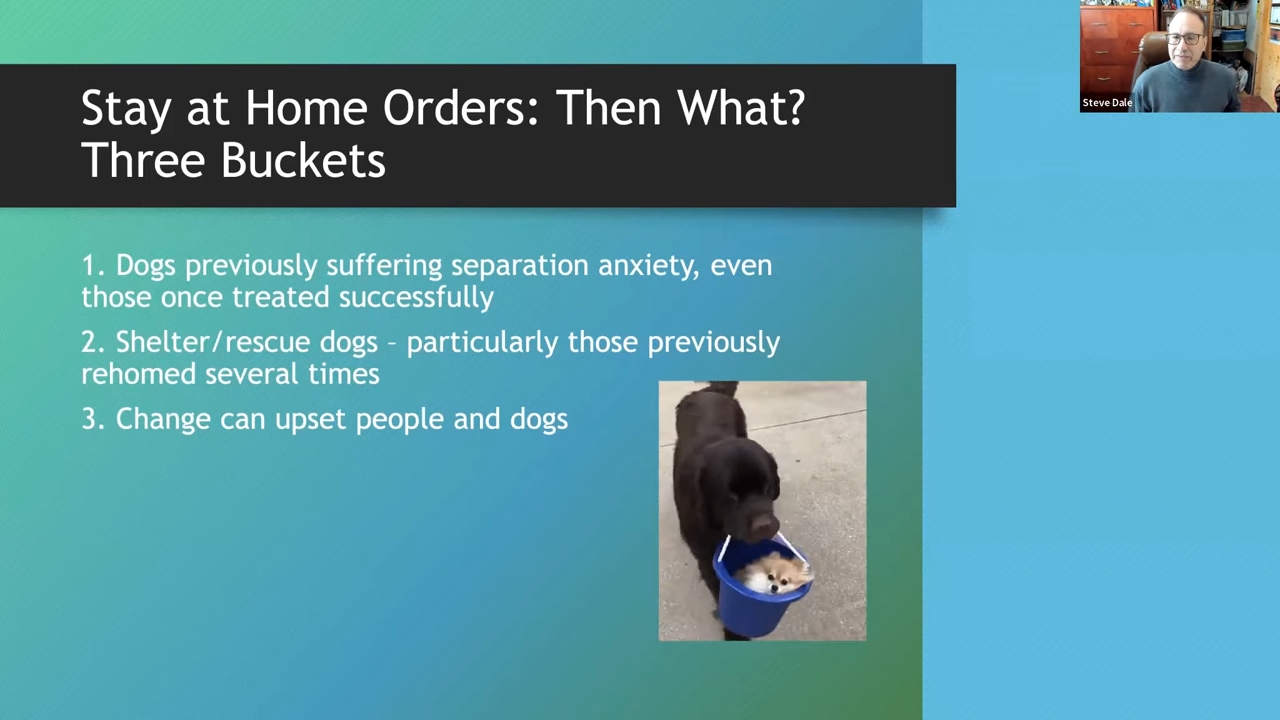 Stay at Home Orders: Then What?
Three Buckets
Steve Dale
1. Dogs previously suffering separation anxiety, even
those once treated successfully
2. Shelter/rescue dogs – particularly those previously
rehomed several times
3. Change can upset people and dogs